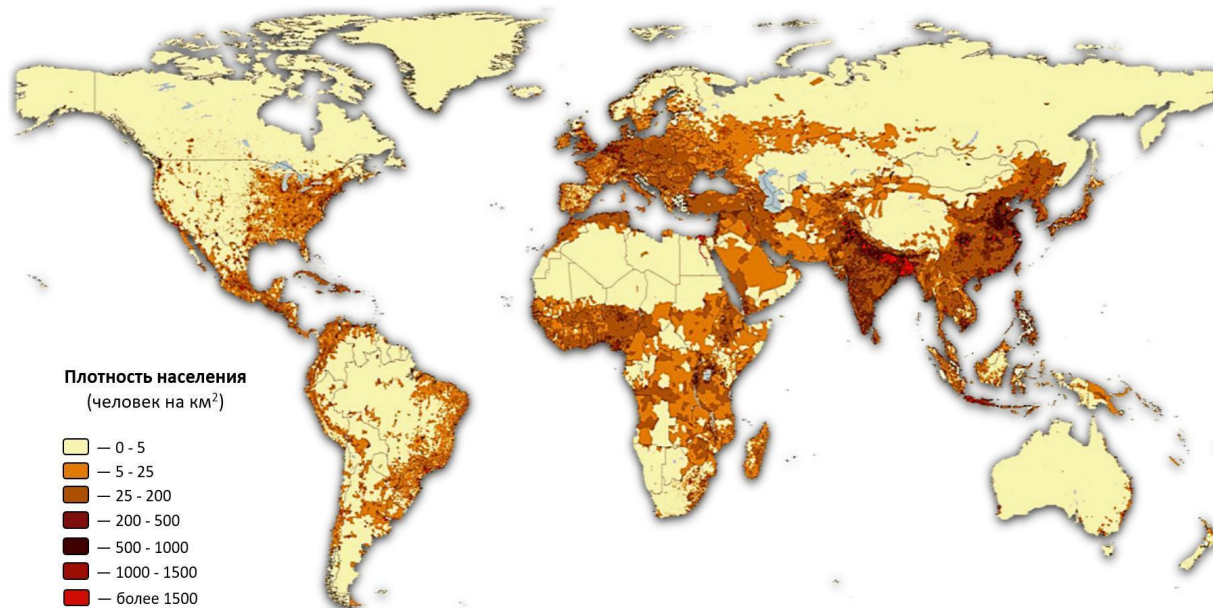 Плотность населения
(человек на км²)
— 0 - 5
— 5 - 25
— 25 - 200
— 200 - 500
— 500 - 1000
— 1000 - 1500
— более 1500